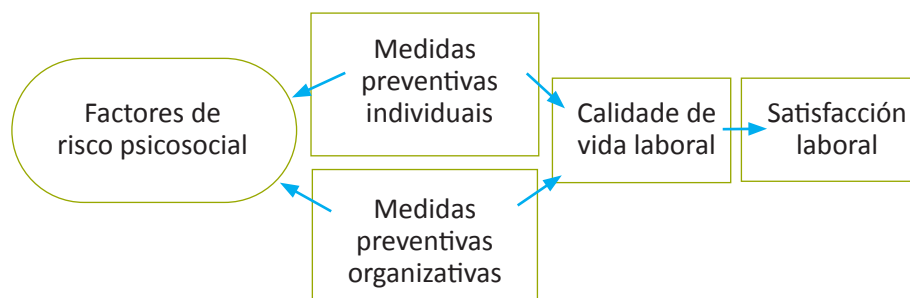 Factores de
risco psicosocial
Medidas
preventivas
individuais
Medidas
preventivas
organizativas
Calidade de
vida laboral
Satisfacción
laboral